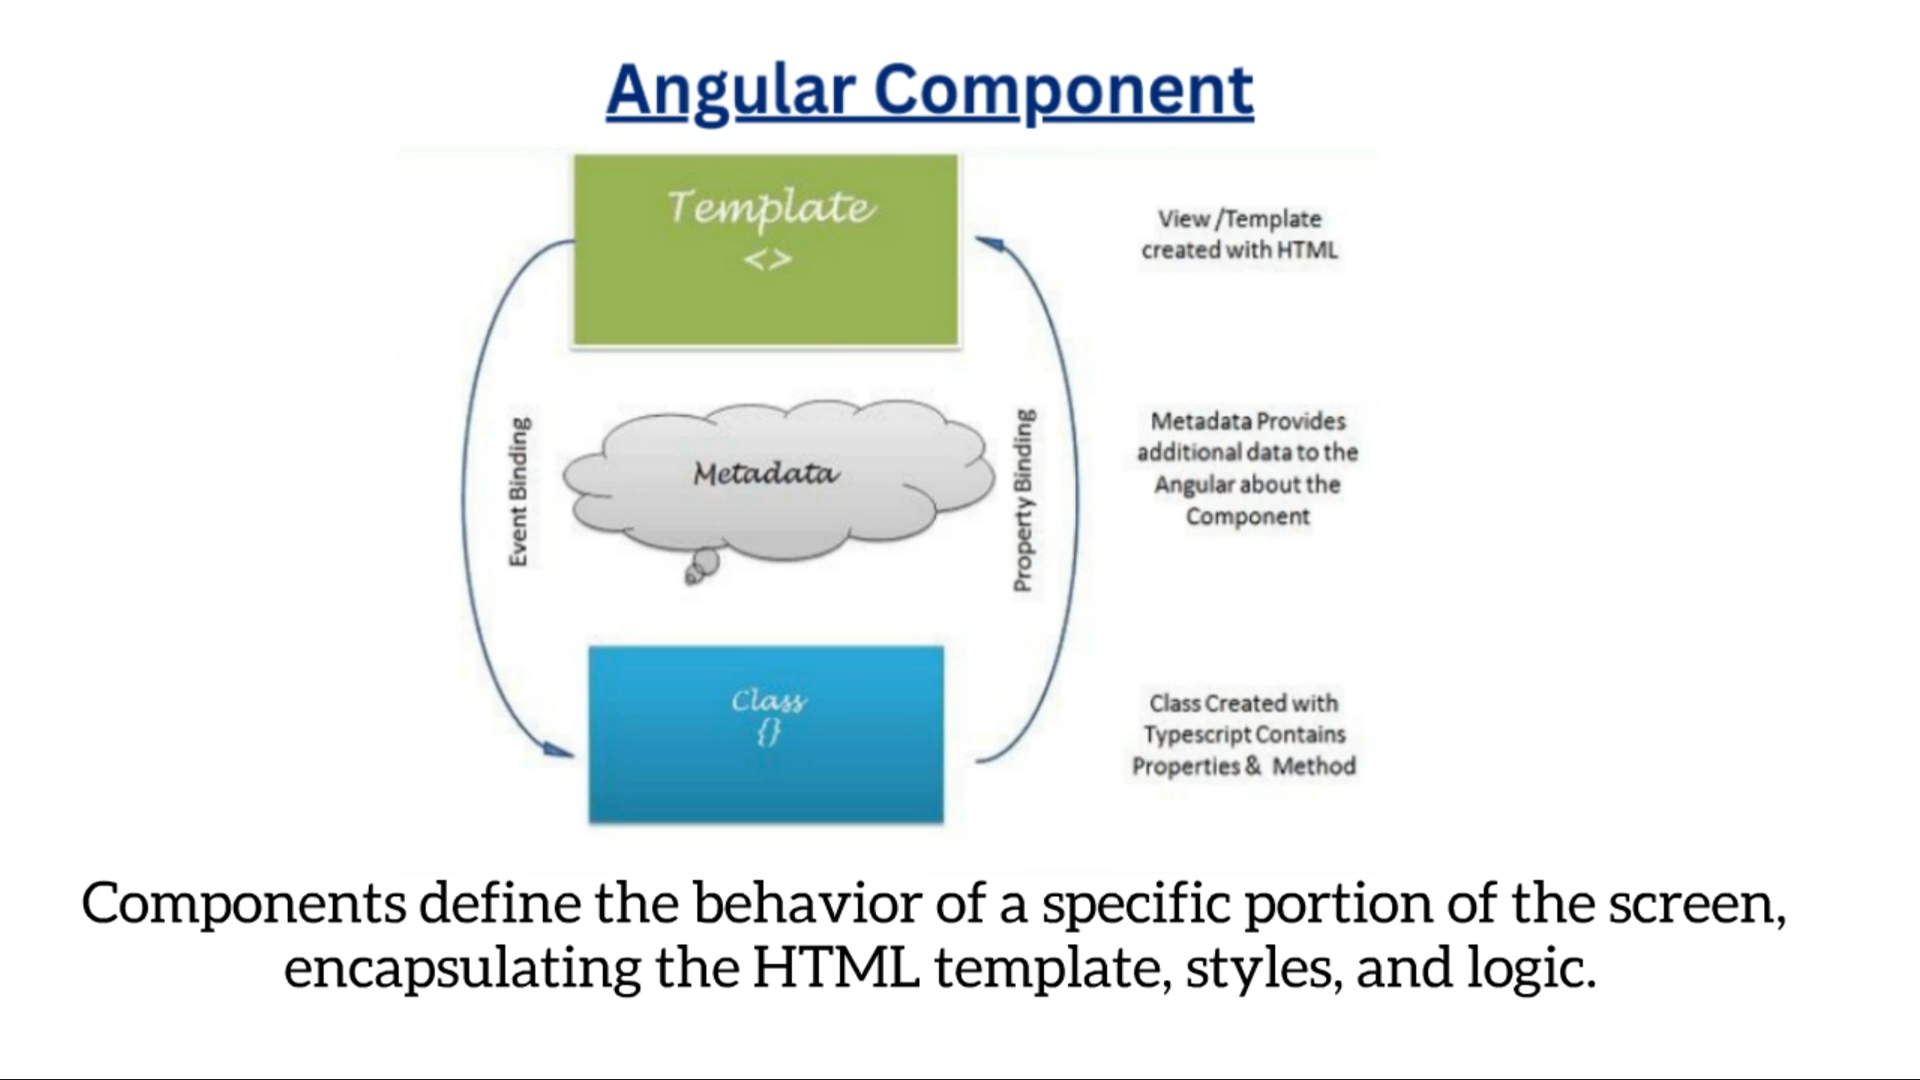 Angular Component
Template
<>
View /Template
created with HTML
Event Binding
Metadata
Property Binding
Metadata Provides
additional data to the
Angular about the
Component
Class
{}
Class Created with
Typescript Contains
Properties & Method
Components define the behavior of a specific portion of the screen,
encapsulating the HTML template, styles, and logic.